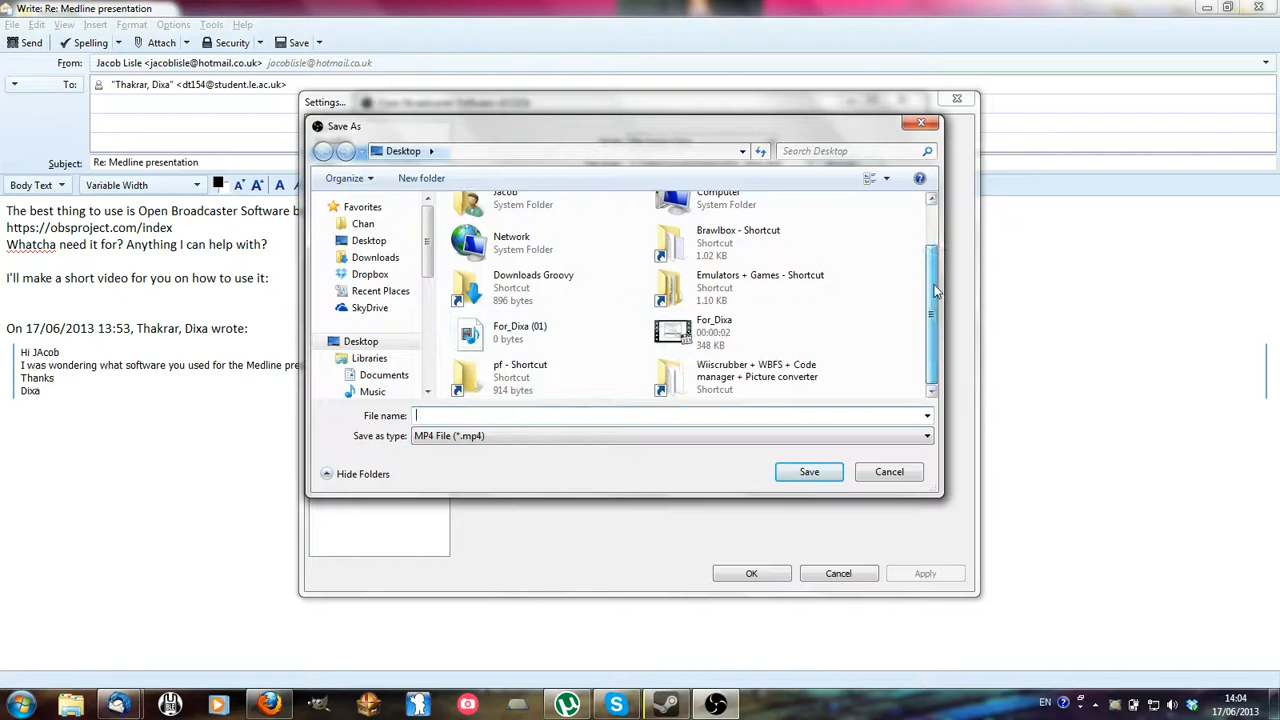 Write: Re: Medline presentation
File Edit View Insert Format Options Tools Help
Send Spelling Attach Security Save
From: Jacob Lisle <jacoblisle@hotmail.co.uk> jacoblisle@hotmail.co.uk
To: "Thakrar, Dixa" <dt154@student.le.ac.uk>
Subject: Re: Medline presentation
Body Text Variable Width
The best thing to use is Open Broadcaster Software b
https://obsproject.com/index
Whatcha need it for? Anything I can help with?
I'll make a short video for you on how to use it:
On 17/06/2013 13:53, Thakrar, Dixa wrote:
Hi JAcob
I was wondering what software you used for the Medline pre
Thanks
Dixa
Settings...
Save As
Desktop
Search Desktop
Organize New folder
Favorites
Chan
Desktop
Downloads
Dropbox
Recent Places
SkyDrive
Desktop
Libraries
Documents
Music
Jacob
System Folder
Computer
System Folder
Network
System Folder
Brawlbox - Shortcut
Shortcut
1.02 KB
Downloads Groovy
Shortcut
896 bytes
Emulators + Games - Shortcut
Shortcut
1.10 KB
For_Dixa (01)
0 bytes
For_Dixa
00:00:02
348 KB
pf - Shortcut
Shortcut
914 bytes
Wiiscrubber + WBFS + Code
manager + Picture converter
Shortcut
File name:
Save as type: MP4 File (*.mp4)
Hide Folders Save Cancel
OK Cancel Apply
EN 14:04
17/06/2013